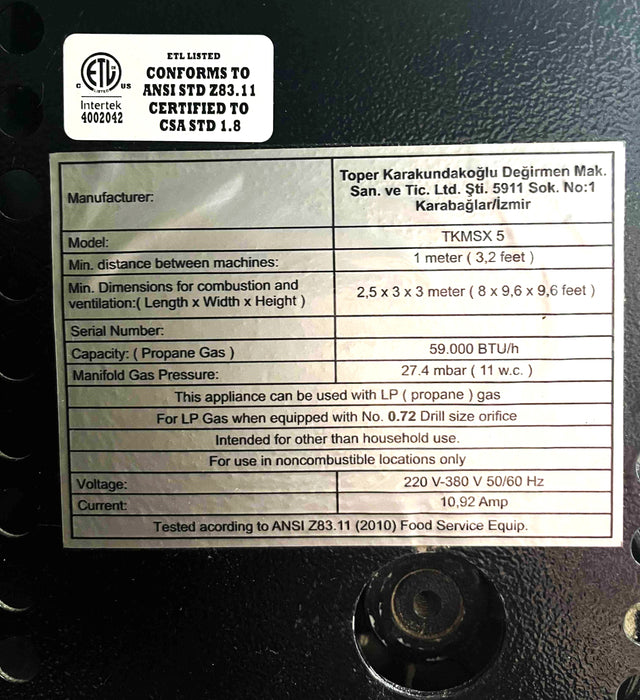 ETL LISTED
CONFORMS TO
ANSI STD Z83.11
CERTIFIED TO
CSA STD 1.8
ETL
LISTED
C US
Intertek
4002042
Manufacturer: Toper Karakundakoğlu Değirmen Mak.
San. ve Tic. Ltd. Şti. 5911 Sok. No:1
Karabağlar/İzmir
Model: TKMSX 5
Min. distance between machines: 1 meter ( 3,2 feet )
Min. Dimensions for combustion and
ventilation:( Length x Width x Height ) 2,5 x 3 x 3 meter ( 8 x 9,6 x 9,6 feet )
Serial Number:
Capacity: ( Propane Gas ) 59.000 BTU/h
Manifold Gas Pressure: 27.4 mbar ( 11 w.c. )
This appliance can be used with LP ( propane ) gas
For LP Gas when equipped with No. 0.72 Drill size orifice
Intended for other than household use.
For use in noncombustible locations only
Voltage: 220 V-380 V 50/60 Hz
Current: 10,92 Amp
Tested acording to ANSI Z83.11 (2010) Food Service Equip.